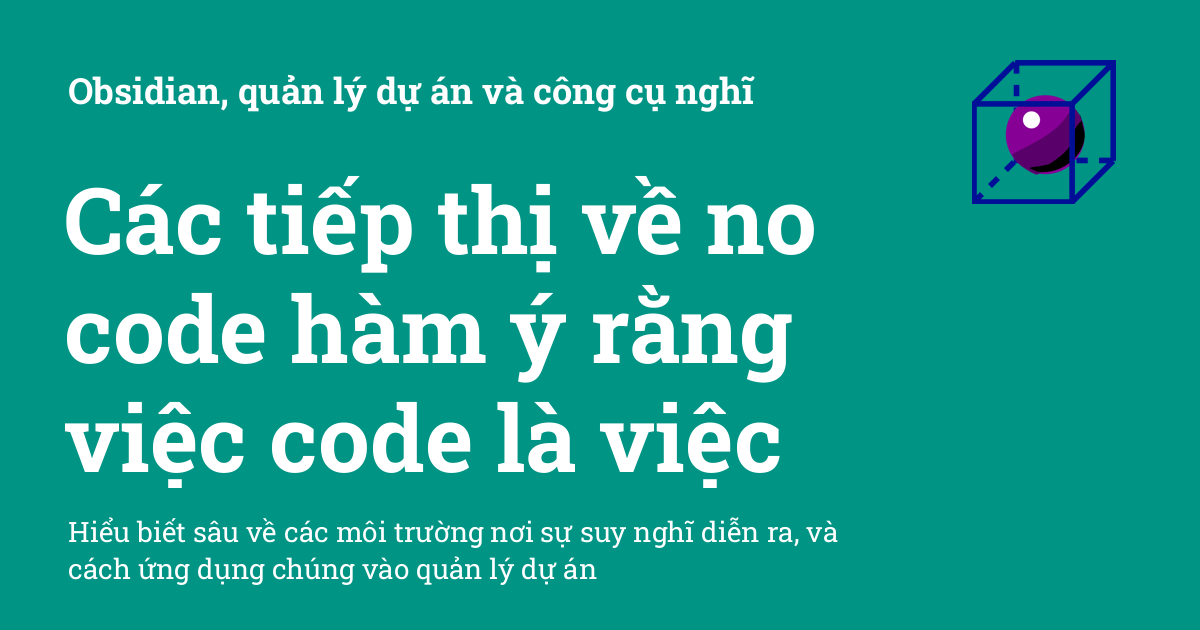 Obsidian, quản lý dự án và công cụ nghĩ
Các tiếp thị về no
code hàm ý rằng
việc code là việc
Hiểu biết sâu về các môi trường nơi sự suy nghĩ diễn ra, và
cách ứng dụng chúng vào quản lý dự án